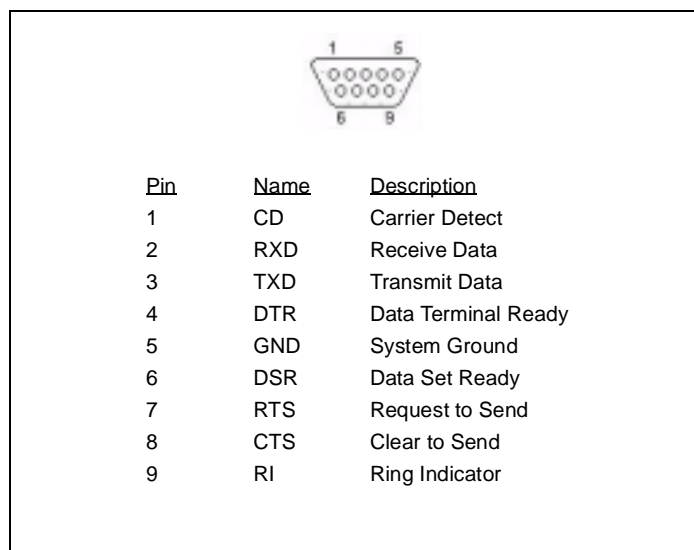 1 5
6 9
Pin Name Description
1 CD Carrier Detect
2 RXD Receive Data
3 TXD Transmit Data
4 DTR Data Terminal Ready
5 GND System Ground
6 DSR Data Set Ready
7 RTS Request to Send
8 CTS Clear to Send
9 RI Ring Indicator